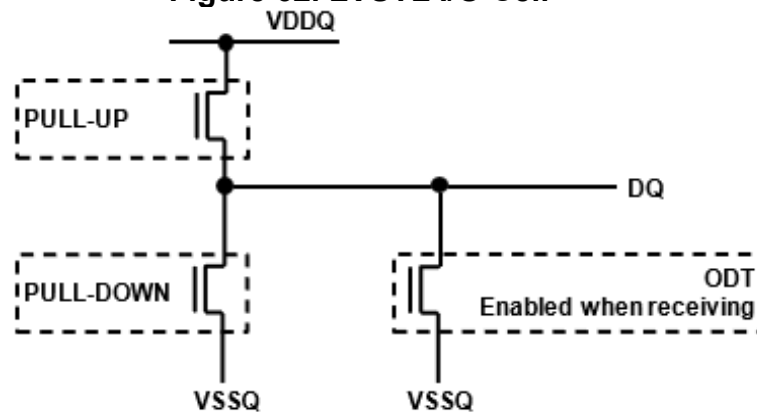 VDDQ
PULL-UP
DQ
PULL-DOWN
ODT
Enabled when receiving
VSSQ
VSSQ